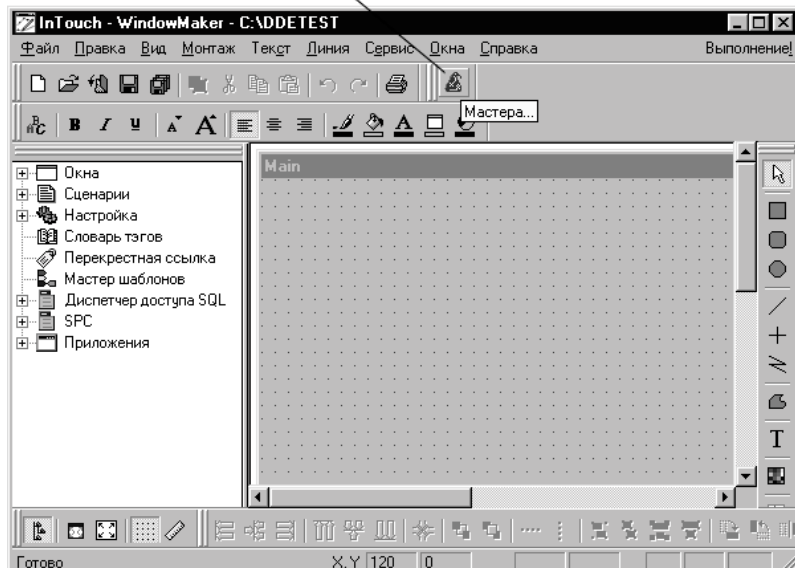 InTouch - WindowMaker - C:\DDETEST
Файл Правка Вид Монтаж Текст Линия Сервис Окна Справка Выполнение!
Мастера...
ABC B I U A A A
Main
Окна
Сценарии
Настройка
Словарь тэгов
Перекрестная ссылка
Мастер шаблонов
Диспетчер доступа SQL
SPC
Приложения
T
Готово X,Y 120 0